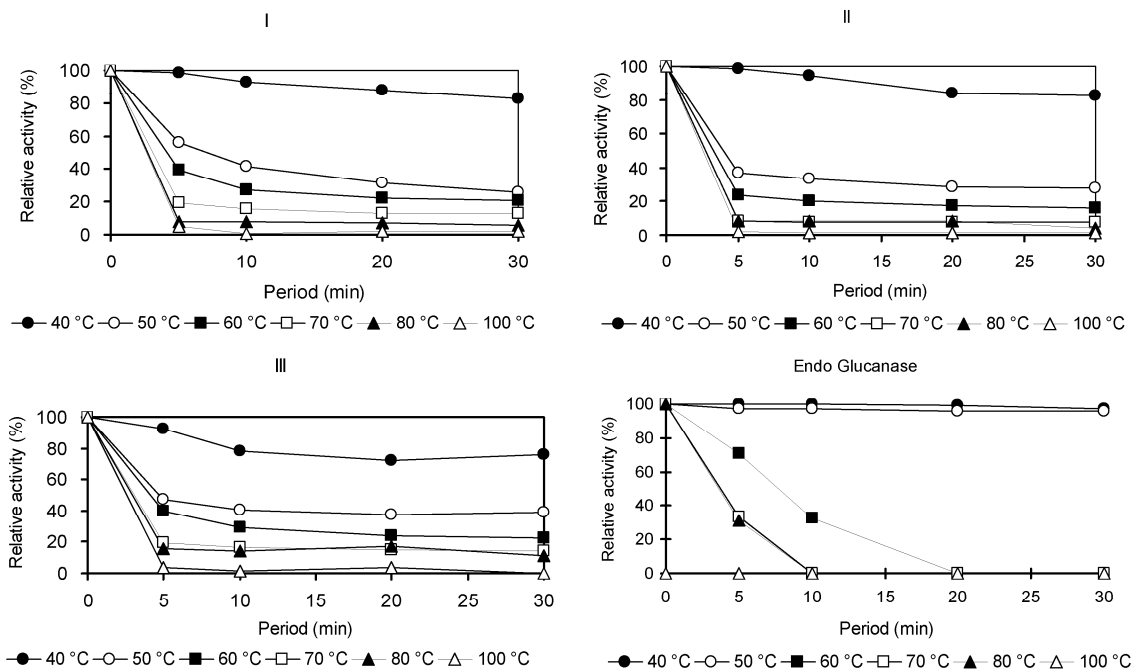 I
Relative activity (%)
100
80
60
40
20
0
0 5 10 20 30
Period (min)
40 °C 50 °C 60 °C 70 °C 80 °C 100 °C
II
Relative activity (%)
100
80
60
40
20
0
0 5 10 15 20 25 30
Period (min)
40 °C 50 °C 60 °C 70 °C 80 °C 100 °C
III
Relative activity (%)
100
80
60
40
20
0
0 5 10 15 20 25 30
Period (min)
40 °C 50 °C 60 °C 70 °C 80 °C 100 °C
Endo Glucanase
Relative activity (%)
100
80
60
40
20
0
0 5 10 15 20 25 30
Period (min)
40 °C 50 °C 60 °C 70 °C 80 °C 100 °C